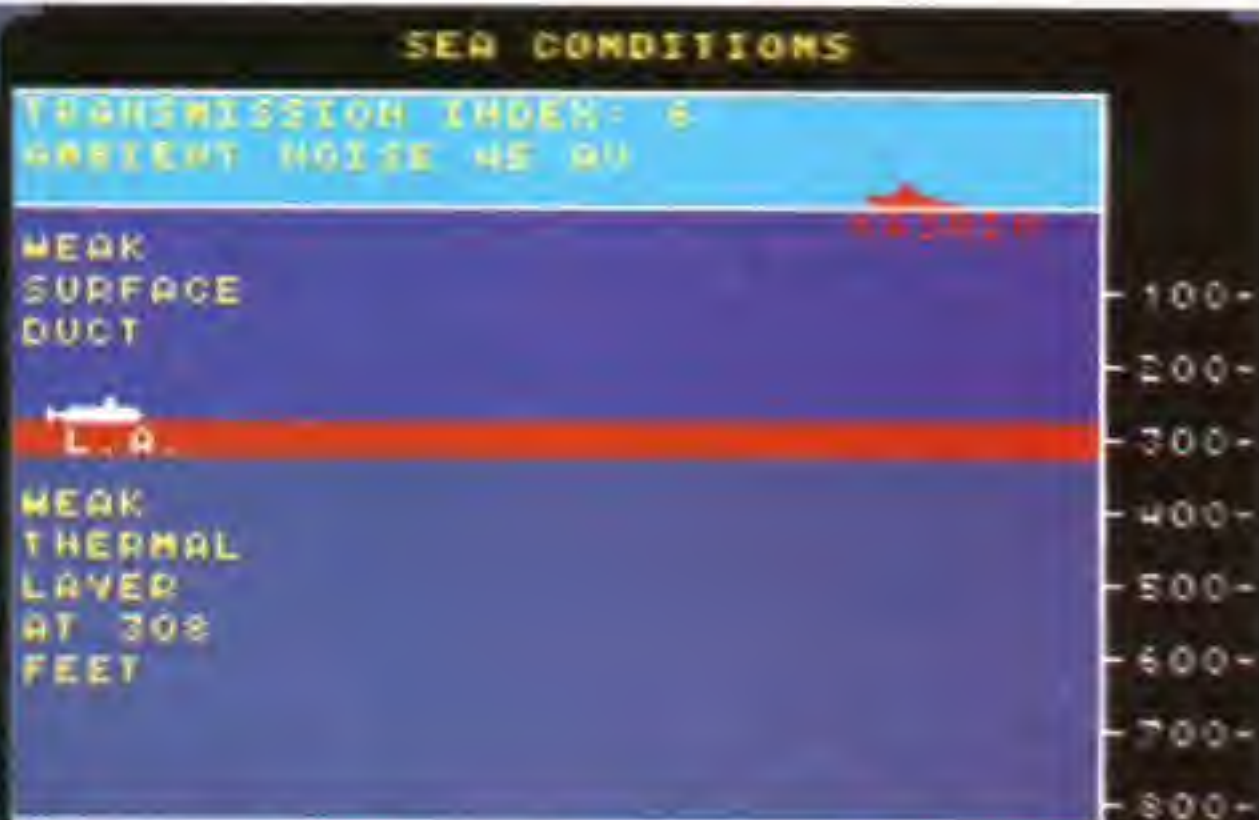 SEA CONDITIONS
TRANSMISSION INDEX: 6
AMBIENT NOISE 45
WEAK
SURFACE
DUCT
100-
200-
L.A.
300-
WEAK
THERMAL
LAYER
AT 308
FEET
400-
500-
600-
700-
800-